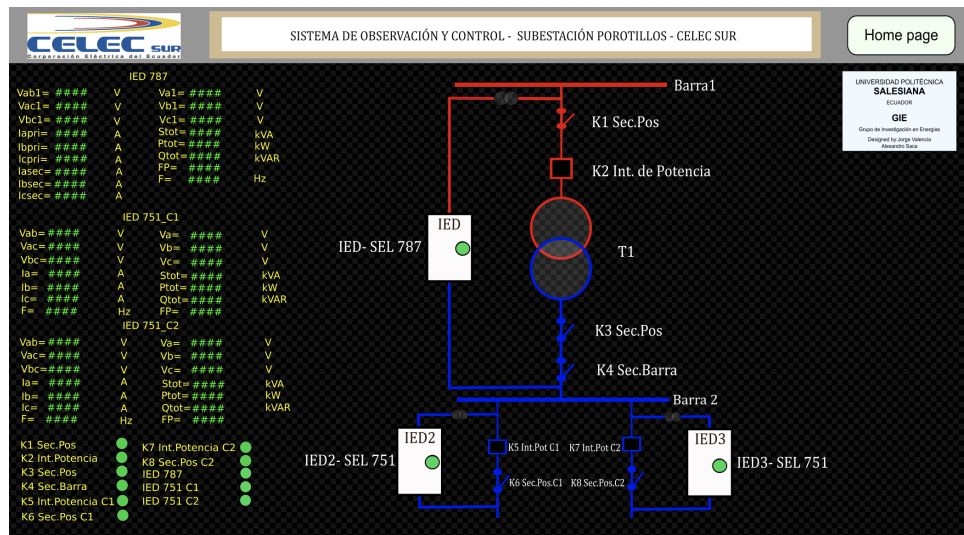 CELEC SUR
Corporación Eléctrica del Ecuador
SISTEMA DE OBSERVACIÓN Y CONTROL - SUBESTACIÓN POROTILLOS - CELEC SUR
Home page
UNIVERSIDAD POLITÉCNICA
SALESIANA
ECUADOR
GIE
Grupo de Investigación en Energías
Designed by:Jorge Valencia
Alesandro Saca
IED 787
Vab1= #### V Va1= #### V
Vac1= #### V Vb1= #### V
Vbc1= #### V Vc1= #### V
Iapri= #### A Stot= #### kVA
Ibpri= #### A Ptot= #### kW
Icpri= #### A Qtot= #### kVAR
Iasec= #### A FP= ####
Ibsec= #### A F= #### Hz
Icsec= #### A
IED 751_C1
Vab= #### V Va= #### V
Vac= #### V Vb= #### V
Vbc= #### V Vc= #### V
Ia= #### A Stot= #### kVA
Ib= #### A Ptot= #### kW
Ic= #### A Qtot= #### kVAR
F= #### Hz FP= ####
IED 751_C2
Vab= #### V Va= #### V
Vac= #### V Vb= #### V
Vbc= #### V Vc= #### V
Ia= #### A Stot= #### kVA
Ib= #### A Ptot= #### kW
Ic= #### A Qtot= #### kVAR
F= #### Hz FP= ####
K1 Sec.Pos
K2 Int.Potencia
K3 Sec.Pos
K4 Sec.Barra
K5 Int.Potencia C1
K6 Sec.Pos C1
K7 Int.Potencia C2
K8 Sec.Pos C2
IED 787
IED 751 C1
IED 751 C2
Barra1
K1 Sec.Pos
K2 Int. de Potencia
IED
IED- SEL 787
T1
K3 Sec.Pos
K4 Sec.Barra
Barra 2
IED2
IED2- SEL 751
K5 Int.Pot C1
K7 Int.Pot C2
K6 Sec.Pos.C1
K8 Sec.Pos.C2
IED3
IED3- SEL 751